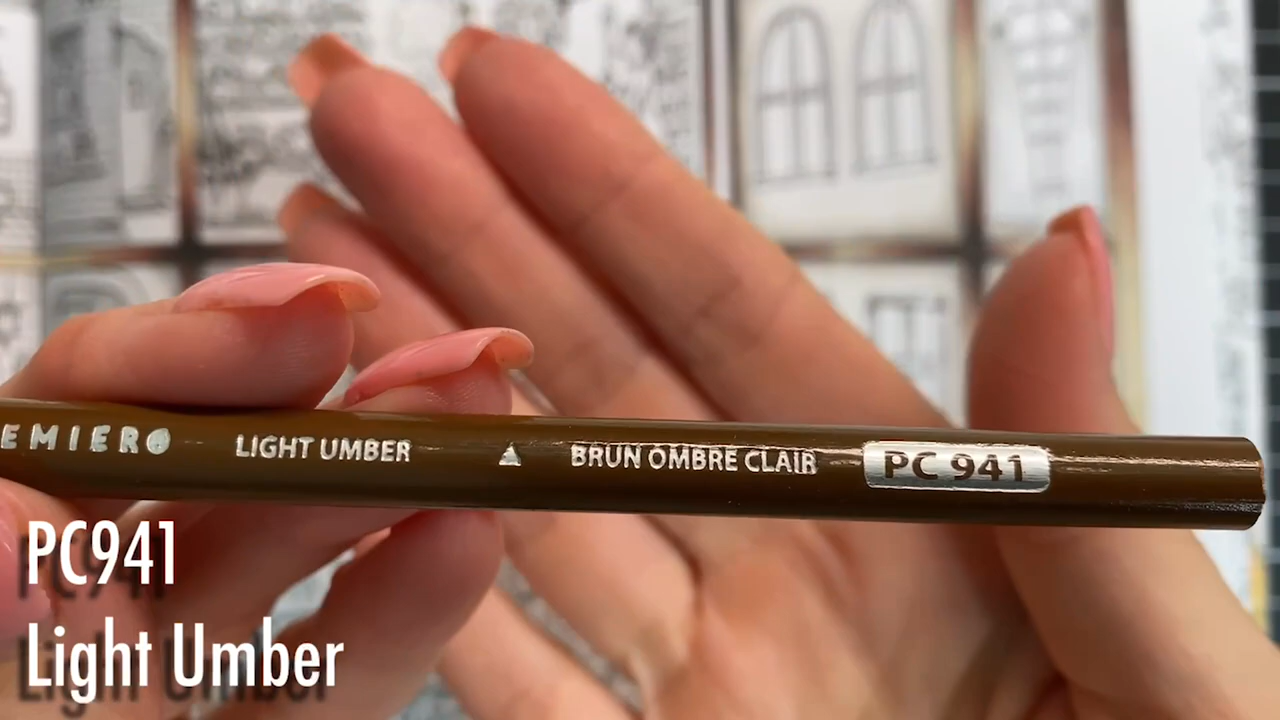 EMIERO LIGHT UMBER ▲ BRUN OMBRE CLAIR PC 941
PC941
Light Umber